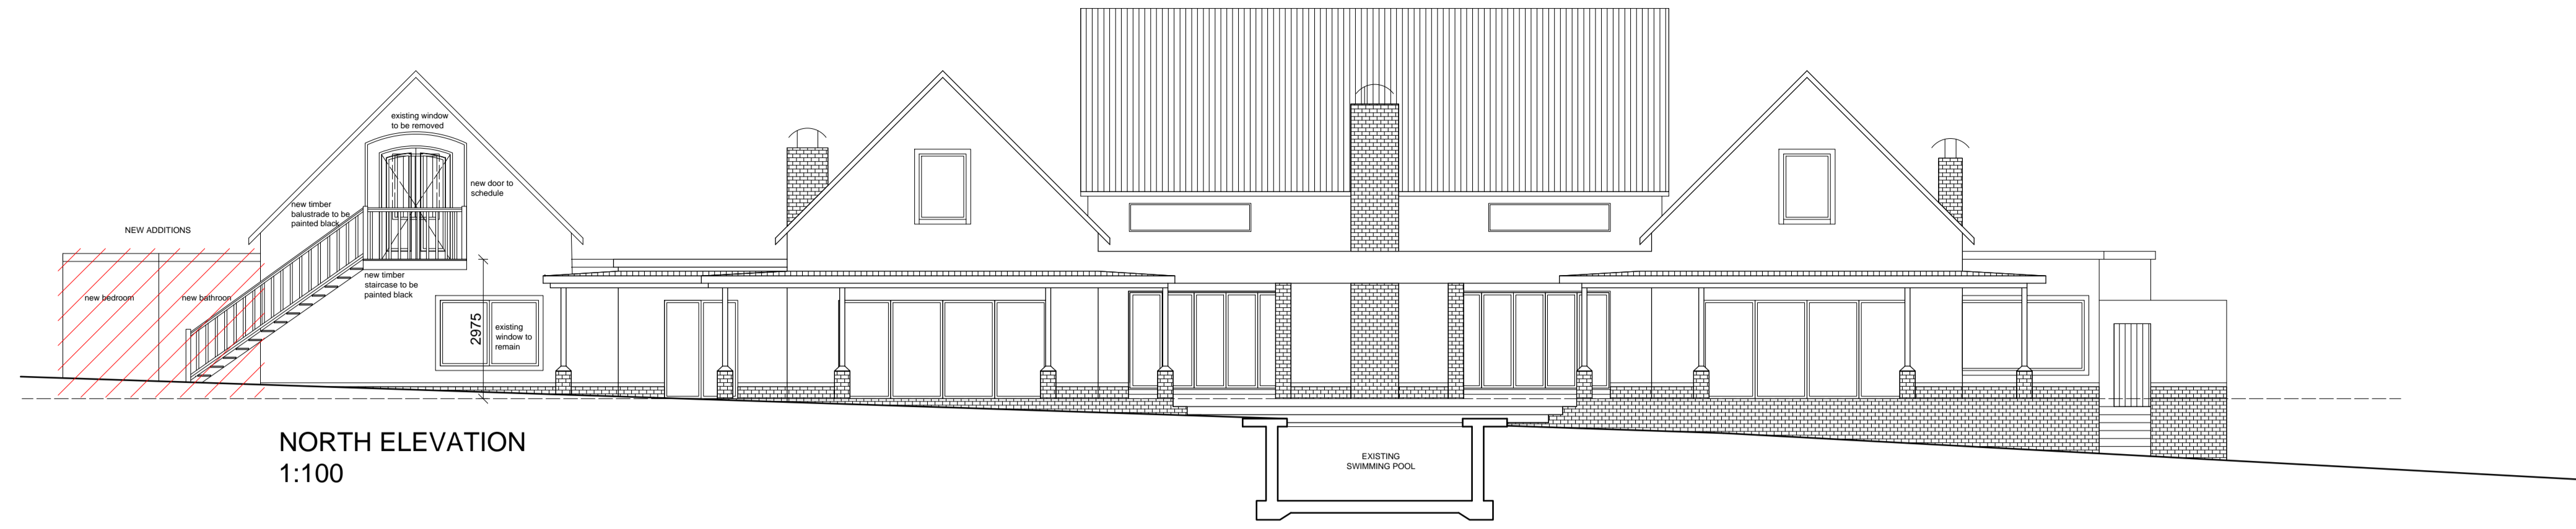 existing window
to be removed
new door to
schedule
new timber
balustrade to be
painted black
NEW ADDITIONS
new timber
staircase to be
painted black
new bedroom
new bathroom
2975
existing
window to
remain
NORTH ELEVATION
1:100
EXISTING
SWIMMING POOL